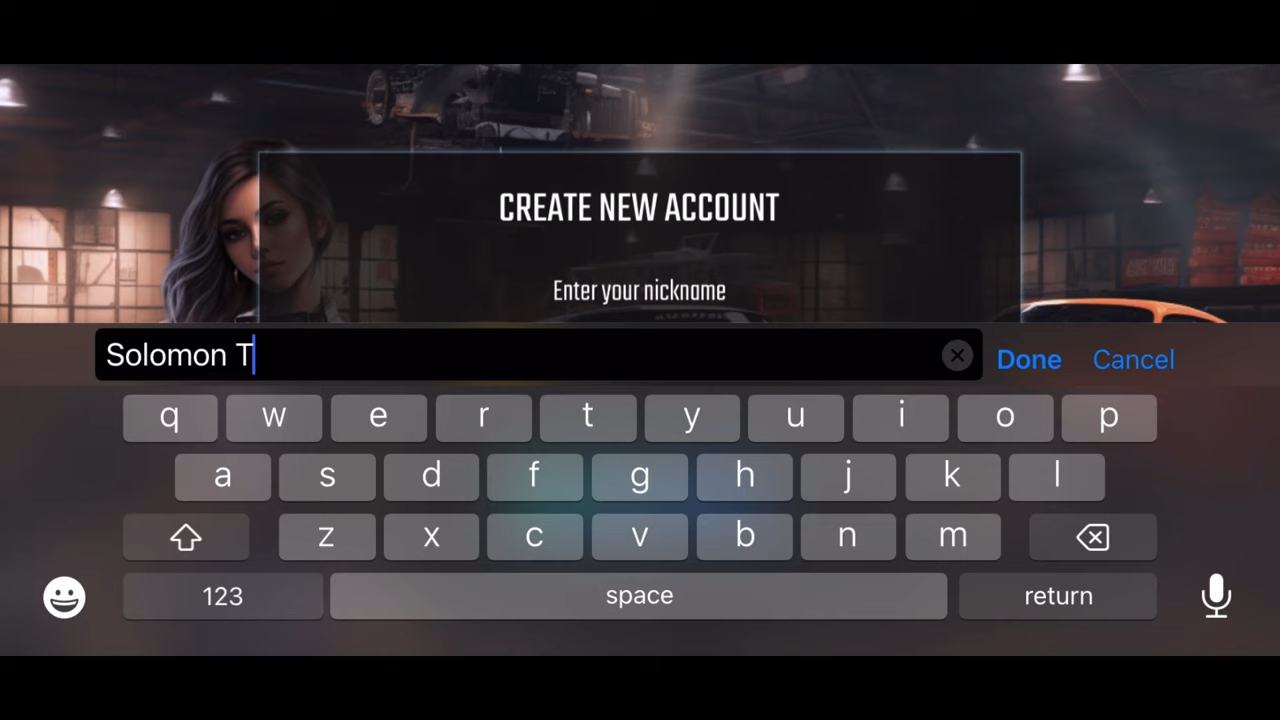 CREATE NEW ACCOUNT
Enter your nickname
Solomon T
Done Cancel
q w e r t y u i o p
a s d f g h j k l
z x c v b n m
123 space return